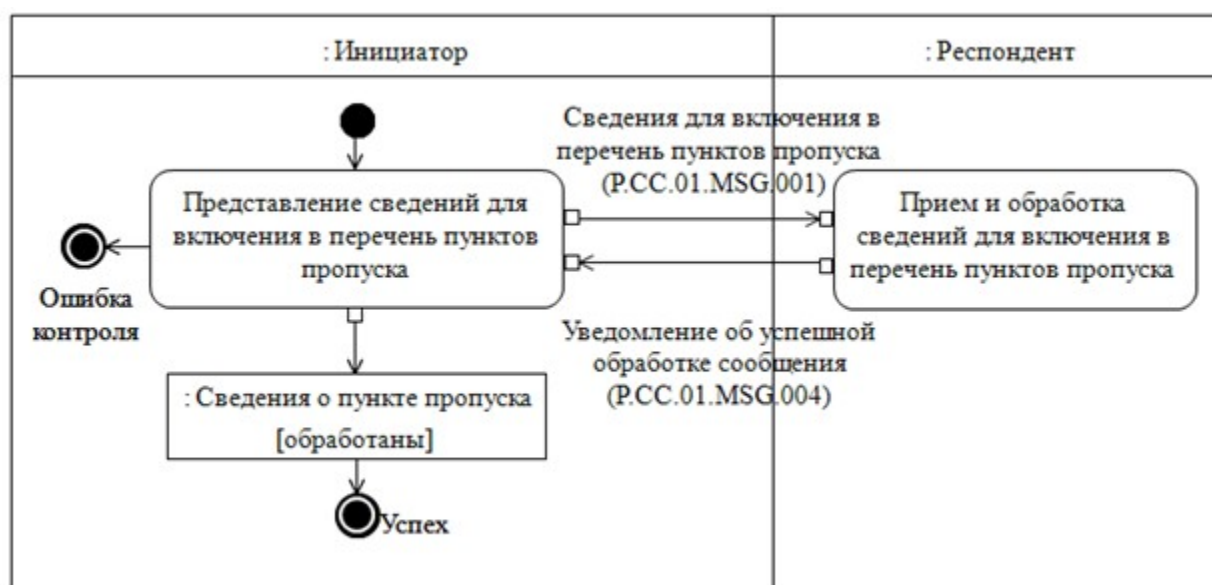 : Инициатор
: Респондент
Сведения для включения в
перечень пунктов пропуска
(P.CC.01.MSG.001)
Представление сведений для
включения в перечень пунктов
пропуска
Прием и обработка
сведений для включения в
перечень пунктов пропуска
Ошибка
контроля
Уведомление об успешной
обработке сообщения
(P.CC.01.MSG.004)
: Сведения о пункте пропуска
[обработаны]
Успех